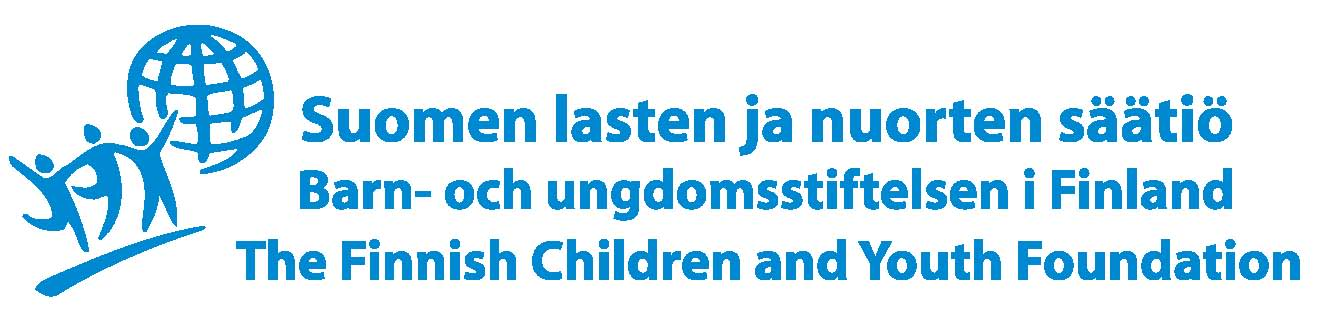 Suomen lasten ja nuorten säätiö
Barn- och ungdomsstiftelsen i Finland
The Finnish Children and Youth Foundation